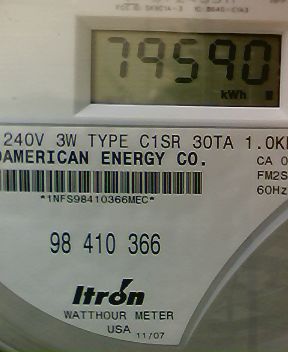 79590
kWh
240V 3W TYPE C1SR 30TA 1.0K
AMERICAN ENERGY CO.
CA 0
FM2S
60Hz
*1NFS98410366MEC*
98 410 366
Itron
WATTHOUR METER
USA 11/07